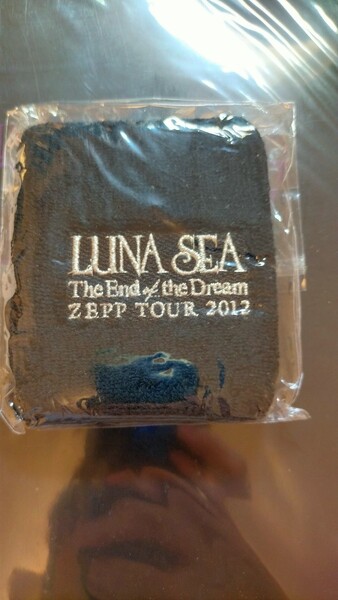 LUNA SEA
The End of the Dream
ZEPP TOUR 2012